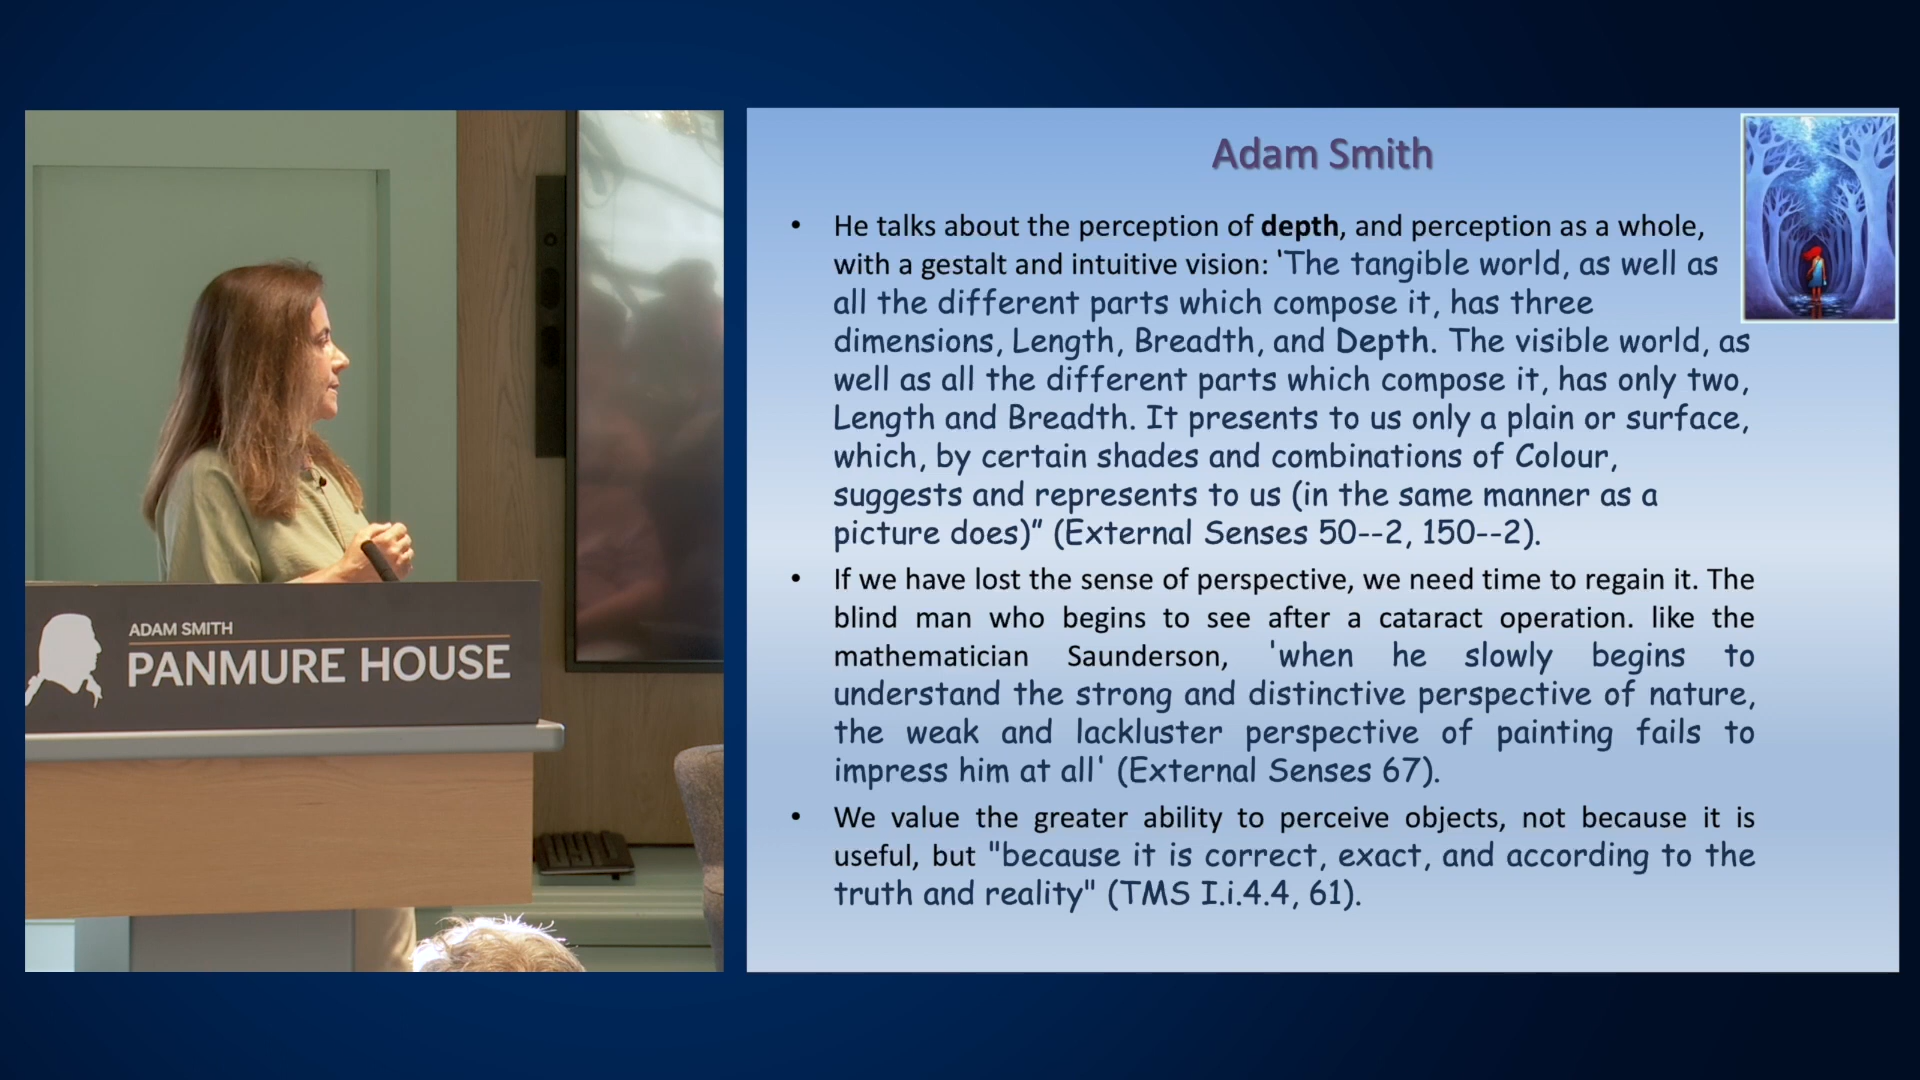 ADAM SMITH
PANMURE HOUSE
Adam Smith
• He talks about the perception of depth, and perception as a whole,
with a gestalt and intuitive vision: 'The tangible world, as well as
all the different parts which compose it, has three
dimensions, Length, Breadth, and Depth. The visible world, as
well as all the different parts which compose it, has only two,
Length and Breadth. It presents to us only a plain or surface,
which, by certain shades and combinations of Colour,
suggests and represents to us (in the same manner as a
picture does)” (External Senses 50--2, 150--2).
• If we have lost the sense of perspective, we need time to regain it. The
blind man who begins to see after a cataract operation. like the
mathematician Saunderson, 'when he slowly begins to
understand the strong and distinctive perspective of nature,
the weak and lackluster perspective of painting fails to
impress him at all' (External Senses 67).
• We value the greater ability to perceive objects, not because it is
useful, but "because it is correct, exact, and according to the
truth and reality" (TMS I.i.4.4, 61).